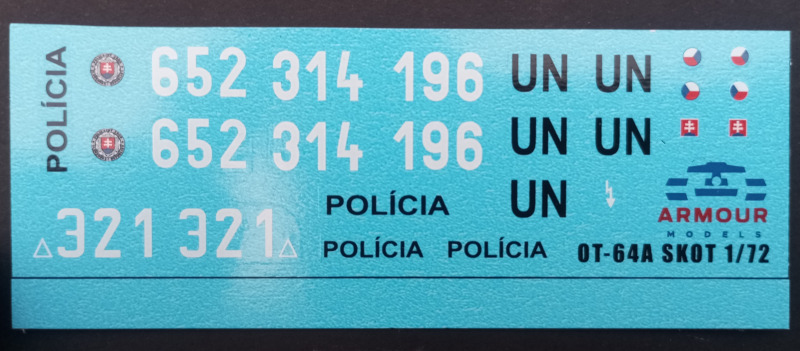 POLÍCIA
652 314 196 UN UN
652 314 196 UN UN
321 321
POLÍCIA UN
POLÍCIA POLÍCIA
ARMOUR
MODELS
OT-64A SKOT 1/72